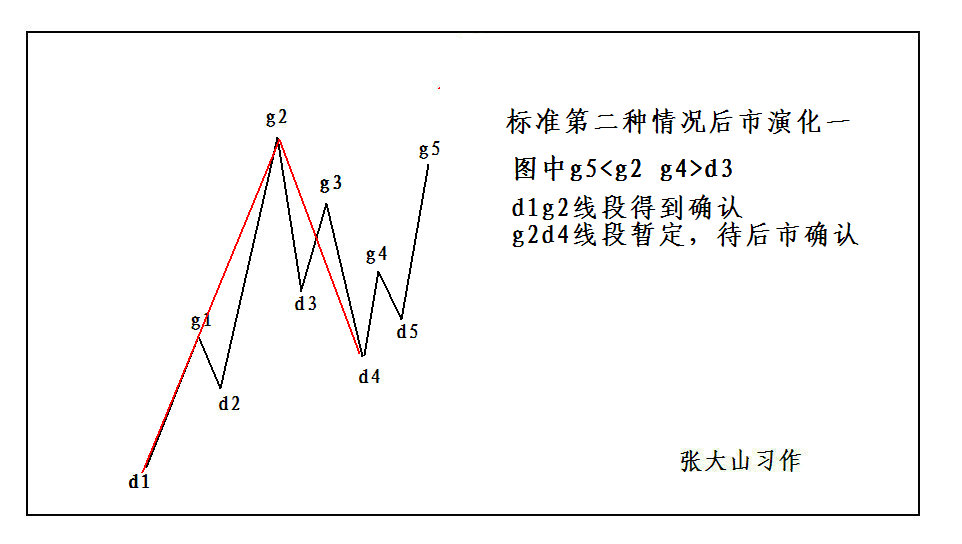 标准第二种情况后市演化一
图中g5<g2 g4>d3
d1g2线段得到确认
g2d4线段暂定，待后市确认
g2
g5
g3
g4
g1
d3
d5
d4
d2
d1
张大山习作